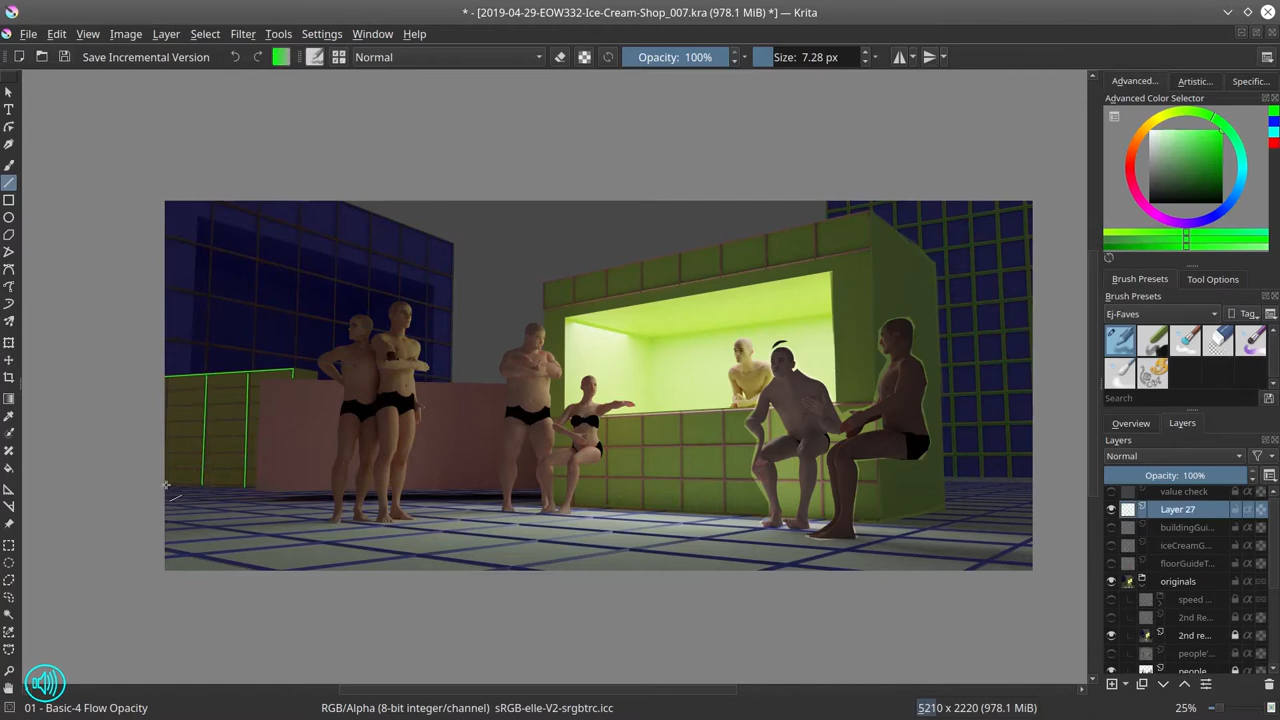 * - [2019-04-29-EOW332-Ice-Cream-Shop_007.kra (978.1 MiB) *] — Krita
File Edit View Image Layer Select Filter Tools Settings Window Help
Save Incremental Version Normal Opacity: 100% Size: 7.28 px
Advanced... Artistic... Specific...
Advanced Color Selector
Brush Presets Tool Options
Brush Presets
Ej-Faves Tag
Search
Overview Layers
Layers
Normal
Opacity: 100%
value check
Layer 27
buildingGui...
iceCreamG...
floorGuideT...
originals
speed ...
2nd Re...
2nd re...
people'...
people
01 - Basic-4 Flow Opacity RGB/Alpha (8-bit integer/channel) sRGB-elle-V2-srgbtrc.icc 5210 x 2220 (978.1 MiB) 25%